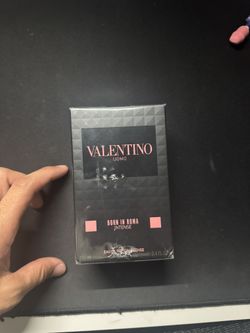 VALENTINO
UOMO
BORN IN ROMA
INTENSE